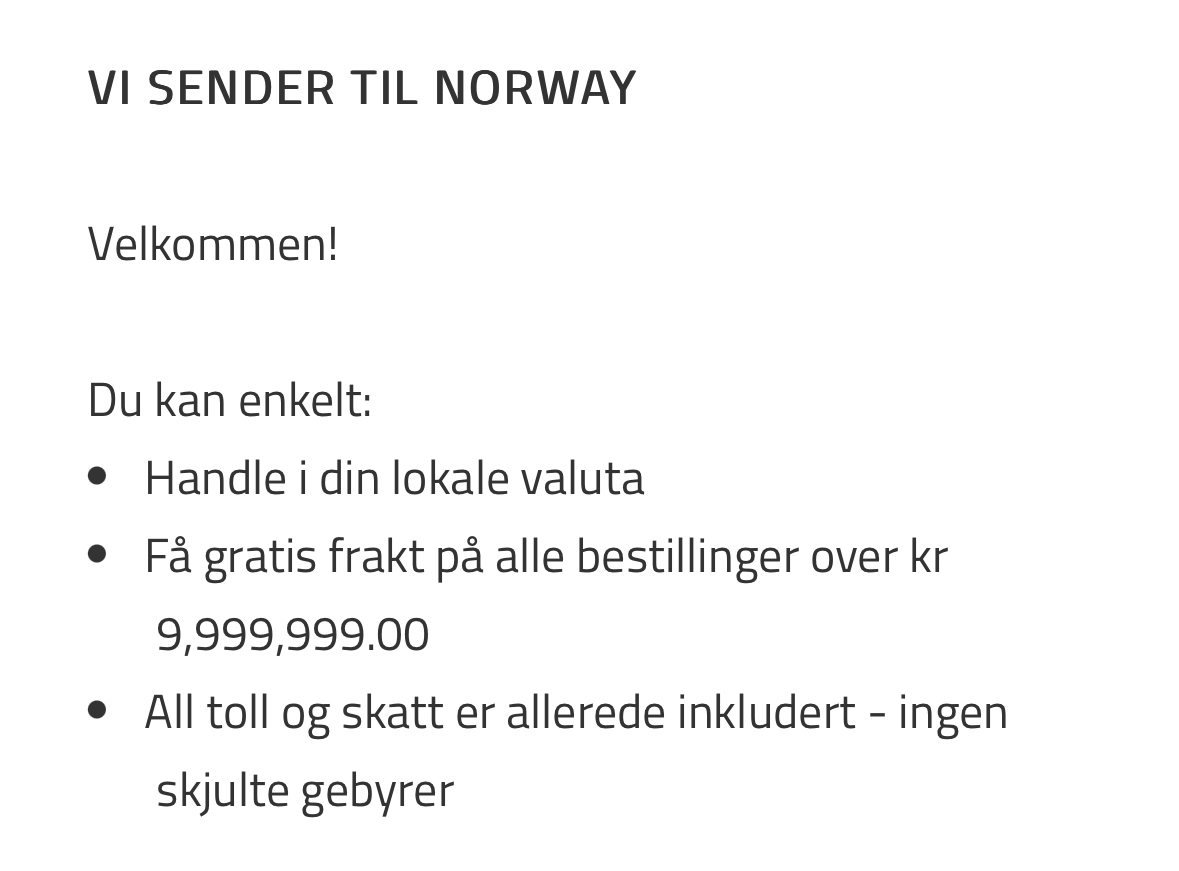 VI SENDER TIL NORWAY
Velkommen!
Du kan enkelt:
• Handle i din lokale valuta
• Få gratis frakt på alle bestillinger over kr
9,999,999.00
• All toll og skatt er allerede inkludert - ingen
skjulte gebyrer